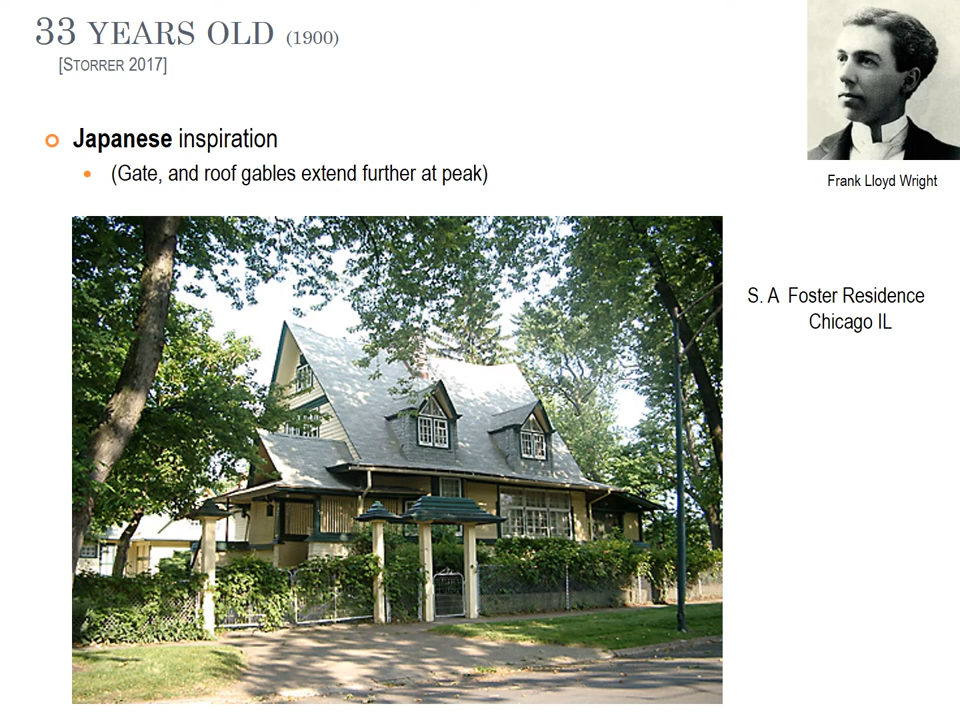 33 YEARS OLD (1900)
[STORRER 2017]
Japanese inspiration
(Gate, and roof gables extend further at peak)
Frank Lloyd Wright
S. A Foster Residence
Chicago IL